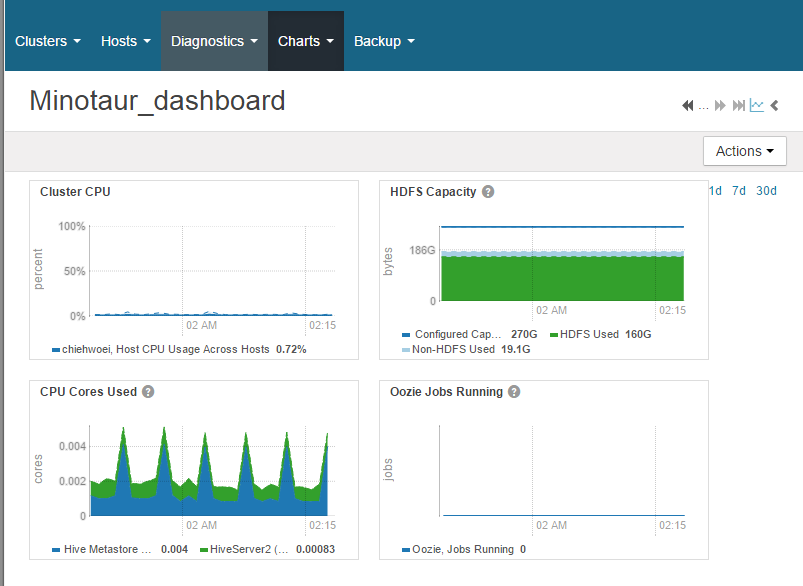 Clusters Hosts Diagnostics Charts Backup
Minotaur_dashboard
...
Actions
1d 7d 30d
Cluster CPU
percent
100%
50%
0%
02 AM 02:15
chiehwoei, Host CPU Usage Across Hosts 0.72%
HDFS Capacity ?
bytes
186G
0
02 AM 02:15
Configured Cap... 270G HDFS Used 160G
Non-HDFS Used 19.1G
CPU Cores Used ?
cores
0.004
0.002
0
02 AM 02:15
Hive Metastore ... 0.004 HiveServer2 (... 0.00083
Oozie Jobs Running ?
jobs
02 AM 02:15
Oozie, Jobs Running 0